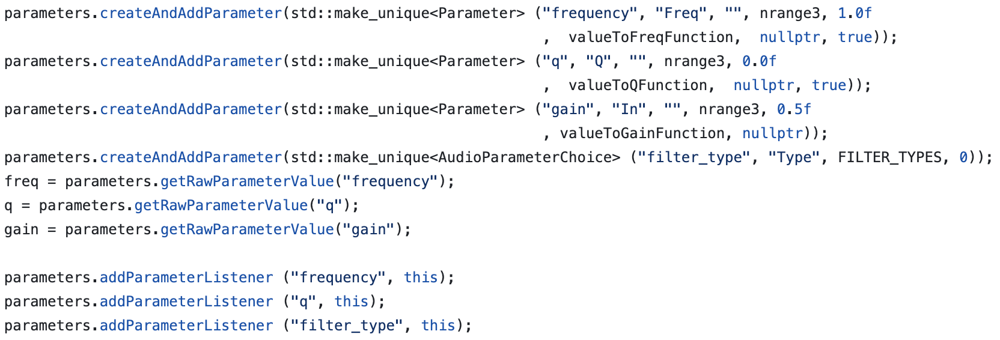 parameters.createAndAddParameter(std::make_unique<Parameter> ("frequency", "Freq", "", nrange3, 1.0f
, valueToFreqFunction, nullptr, true));
parameters.createAndAddParameter(std::make_unique<Parameter> ("q", "Q", "", nrange3, 0.0f
, valueToQFunction, nullptr, true));
parameters.createAndAddParameter(std::make_unique<Parameter> ("gain", "In", "", nrange3, 0.5f
, valueToGainFunction, nullptr));
parameters.createAndAddParameter(std::make_unique<AudioParameterChoice> ("filter_type", "Type", FILTER_TYPES, 0));
freq = parameters.getRawParameterValue("frequency");
q = parameters.getRawParameterValue("q");
gain = parameters.getRawParameterValue("gain");
parameters.addParameterListener ("frequency", this);
parameters.addParameterListener ("q", this);
parameters.addParameterListener ("filter_type", this);